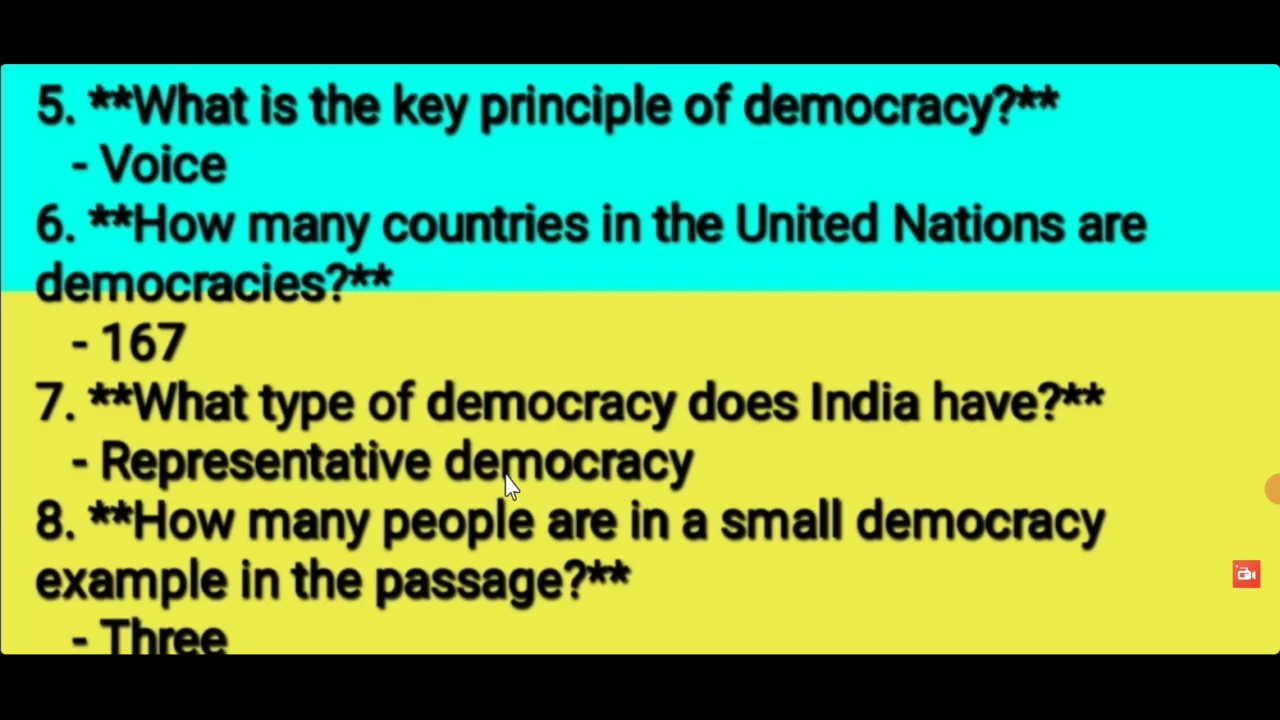 5. **What is the key principle of democracy?**
- Voice
6. **How many countries in the United Nations are
democracies?**
- 167
7. **What type of democracy does India have?**
- Representative democracy
8. **How many people are in a small democracy
example in the passage?**
- Three